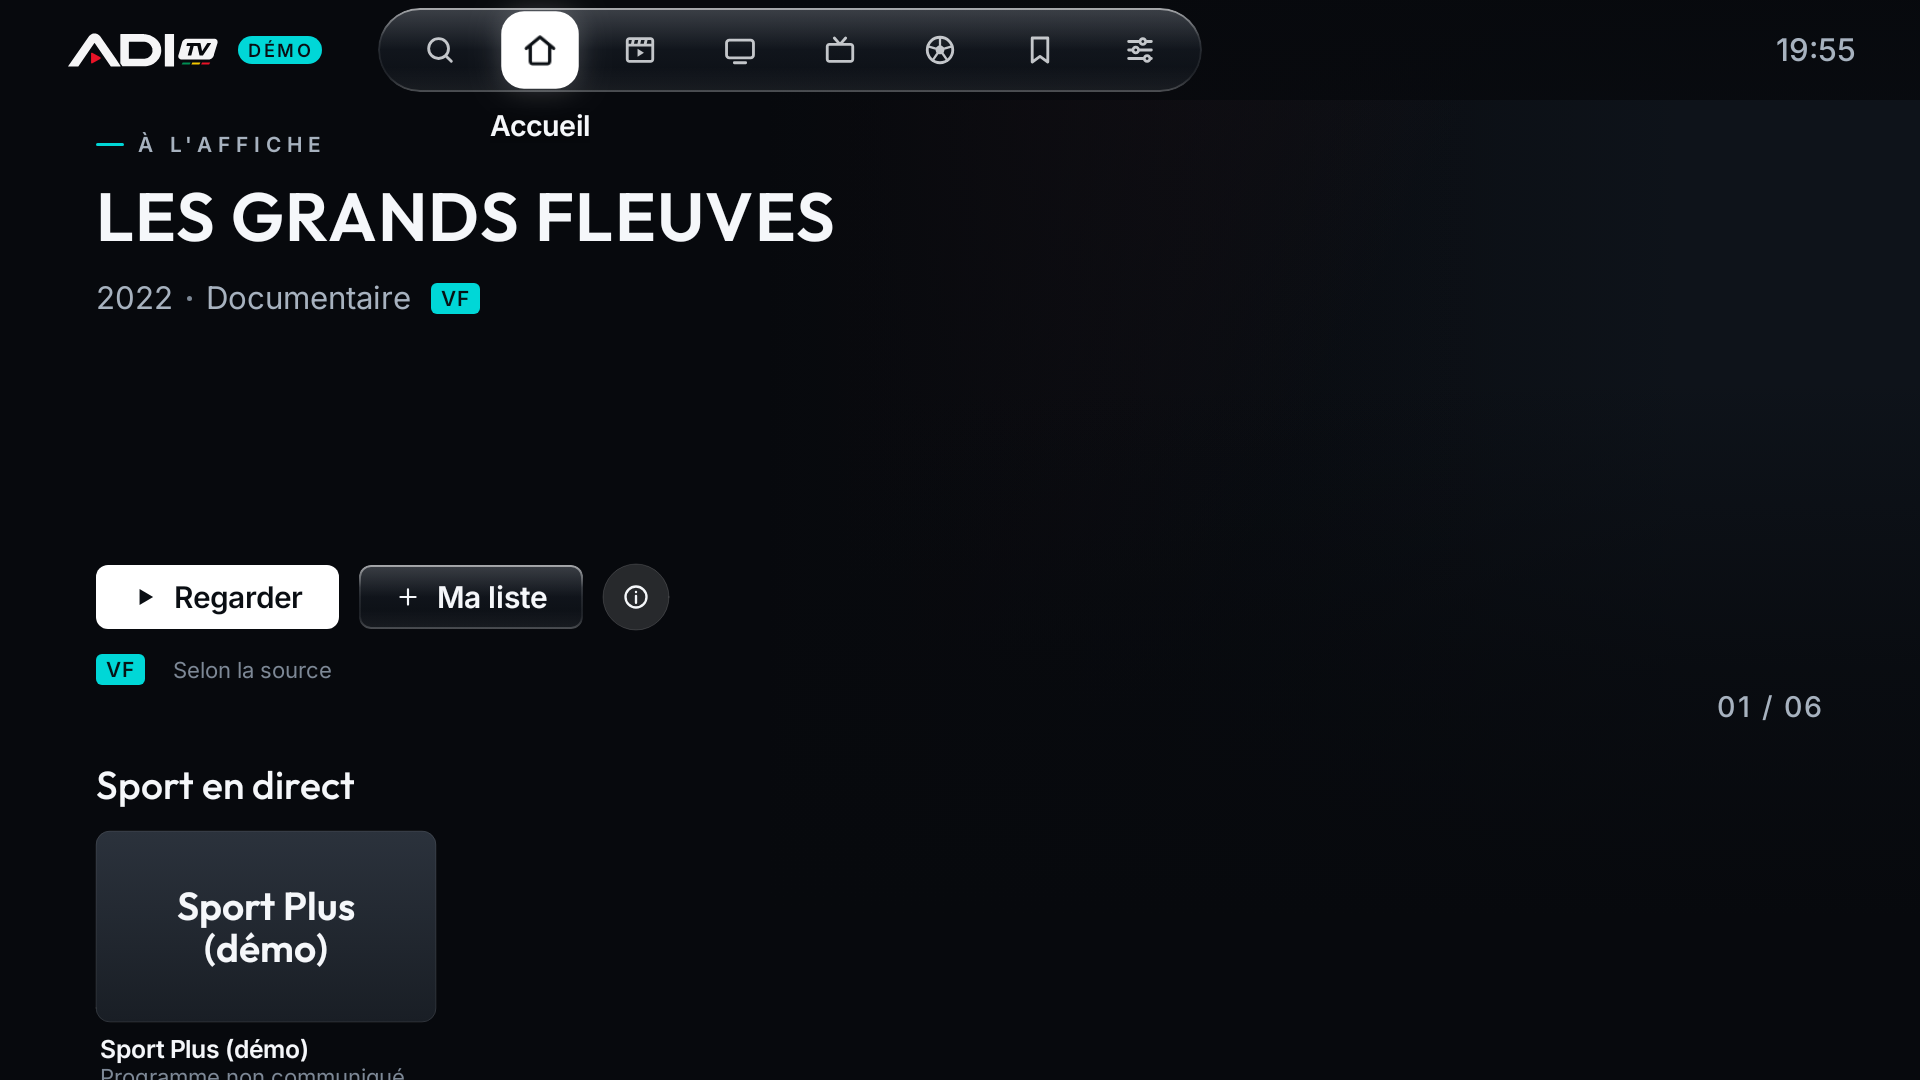 ADI TV DÉMO
19:55
Accueil
À L'AFFICHE
LES GRANDS FLEUVES
2022 · Documentaire VF
Regarder
Ma liste
VF Selon la source
01 / 06
Sport en direct
Sport Plus
(démo)
Sport Plus (démo)
Programme non communiqué